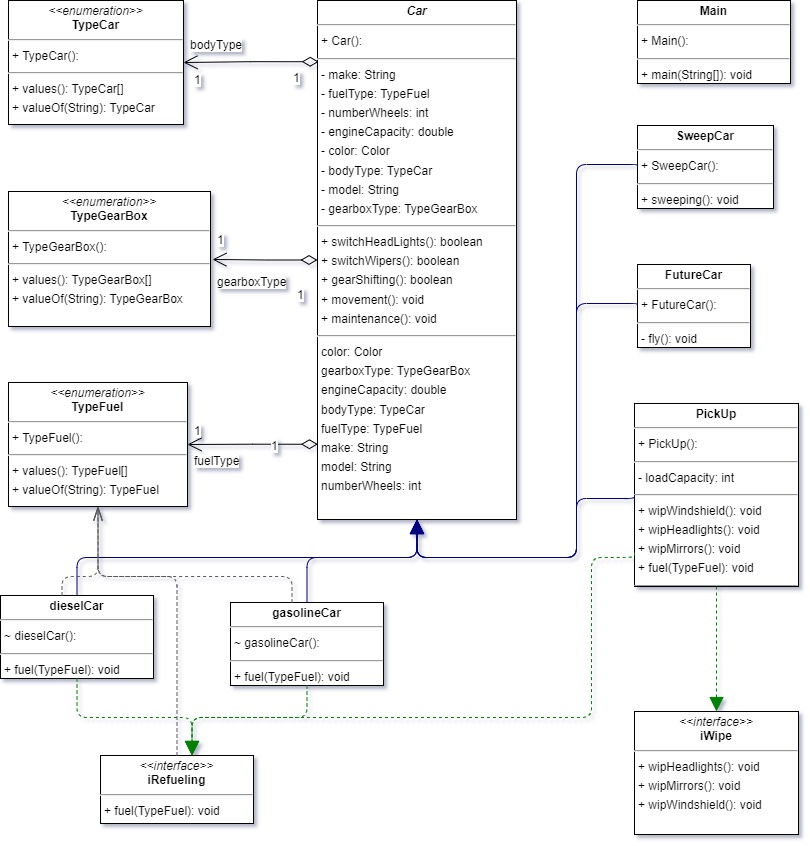 <<enumeration>>
TypeCar
+ TypeCar():
+ values(): TypeCar[]
+ valueOf(String): TypeCar
bodyType
1
1
<<enumeration>>
TypeGearBox
+ TypeGearBox():
+ values(): TypeGearBox[]
+ valueOf(String): TypeGearBox
1
gearboxType
1
<<enumeration>>
TypeFuel
+ TypeFuel():
+ values(): TypeFuel[]
+ valueOf(String): TypeFuel
1
1
fuelType
Car
+ Car():
- make: String
- fuelType: TypeFuel
- numberWheels: int
- engineCapacity: double
- color: Color
- bodyType: TypeCar
- model: String
- gearboxType: TypeGearBox
+ switchHeadLights(): boolean
+ switchWipers(): boolean
+ gearShifting(): boolean
+ movement(): void
+ maintenance(): void
color: Color
gearboxType: TypeGearBox
engineCapacity: double
bodyType: TypeCar
fuelType: TypeFuel
make: String
model: String
numberWheels: int
Main
+ Main():
+ main(String[]): void
SweepCar
+ SweepCar():
+ sweeping(): void
FutureCar
+ FutureCar():
- fly(): void
PickUp
+ PickUp():
- loadCapacity: int
+ wipWindshield(): void
+ wipHeadlights(): void
+ wipMirrors(): void
+ fuel(TypeFuel): void
dieselCar
~ dieselCar():
+ fuel(TypeFuel): void
gasolineCar
~ gasolineCar():
+ fuel(TypeFuel): void
<<interface>>
iRefueling
+ fuel(TypeFuel): void
<<interface>>
iWipe
+ wipHeadlights(): void
+ wipMirrors(): void
+ wipWindshield(): void